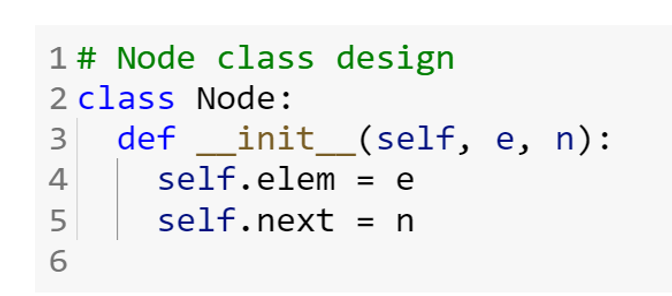 1 # Node class design
2 class Node:
3   def __init__(self, e, n):
4     self.elem = e
5     self.next = n
6